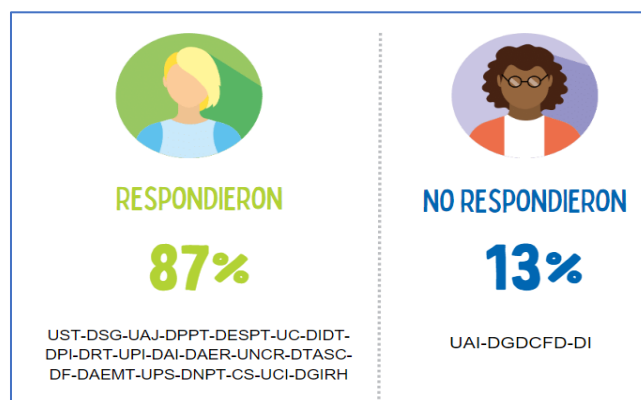 RESPONDIERON
87%
UST-DSG-UAJ-DPPT-DESPT-UC-DIDT-
DPI-DRT-UPI-DAI-DAER-UNCR-DTASC-
DF-DAEMT-UPS-DNPT-CS-UCI-DGIRH
NO RESPONDIERON
13%
UAI-DGDCFD-DI